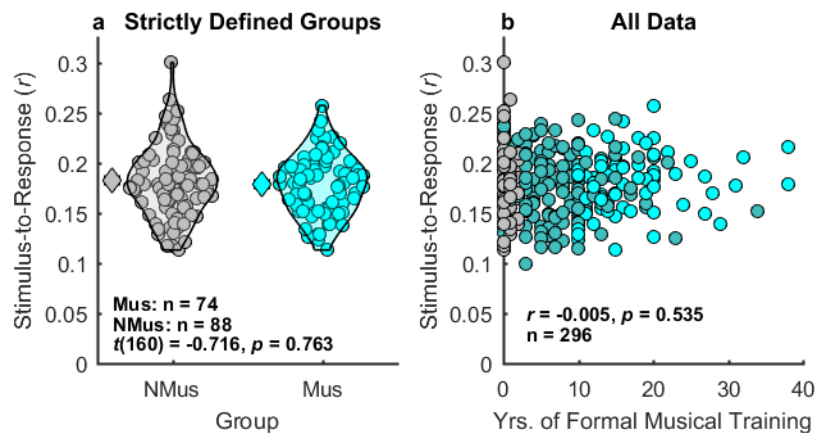 a Strictly Defined Groups
Stimulus-to-Response (r)
0.3
0.25
0.2
0.15
0.1
0.05
0
Mus: n = 74
NMus: n = 88
t(160) = -0.716, p = 0.763
NMus Mus
Group
b All Data
Stimulus-to-Response (r)
0.3
0.25
0.2
0.15
0.1
0.05
0
r = -0.005, p = 0.535
n = 296
0 10 20 30 40
Yrs. of Formal Musical Training